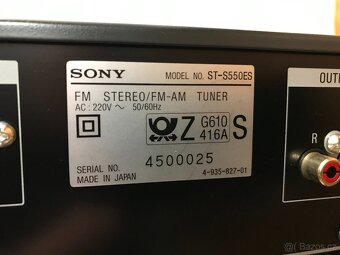 SONY MODEL NO. ST-S550ES
FM STEREO/FM-AM TUNER
AC: 220V ~ 50/60Hz
Z G610 416A S
SERIAL NO. 4500025
MADE IN JAPAN 4-935-827-01
OUTP
R